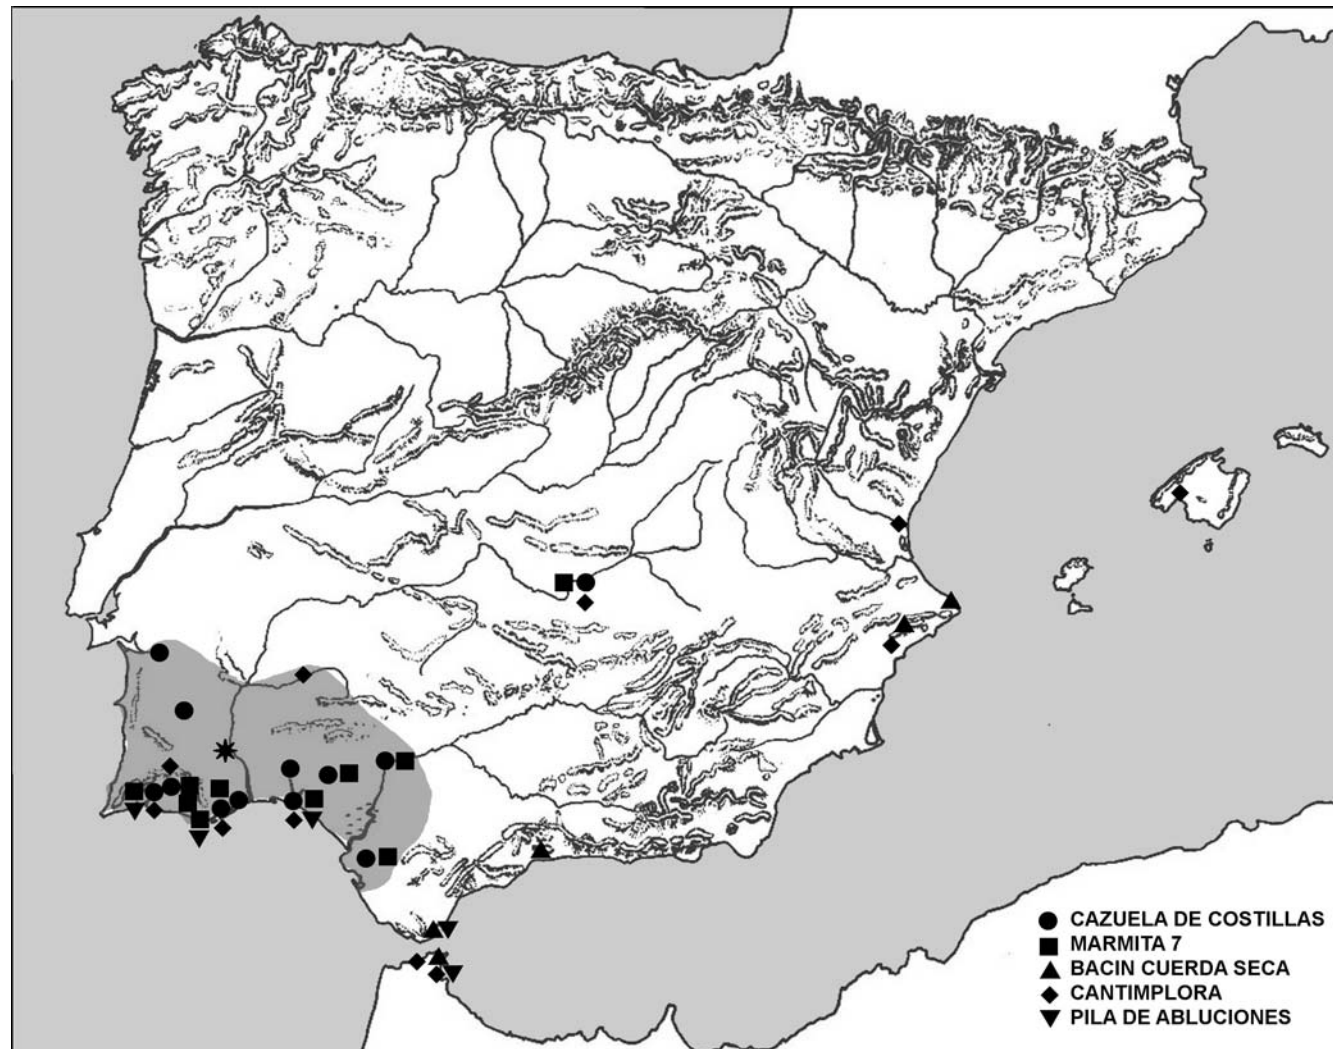 CAZUELA DE COSTILLAS
MARMITA 7
BACIN CUERDA SECA
CANTIMPLORA
PILA DE ABLUCIONES